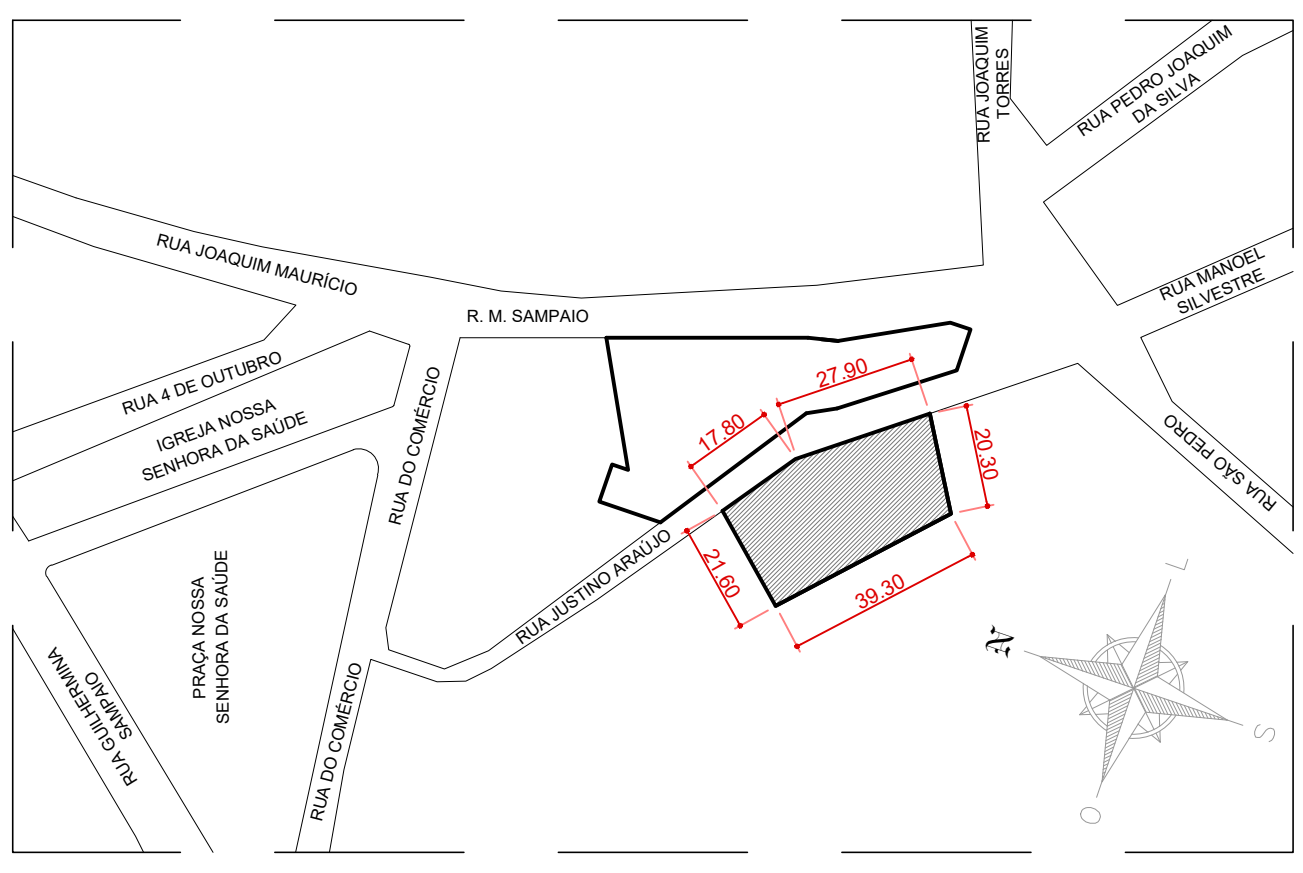 RUA JOAQUIM
TORRES
RUA PEDRO JOAQUIM
DA SILVA
RUA JOAQUIM MAURÍCIO
RUA MANOEL
SILVESTRE
R. M. SAMPAIO
RUA 4 DE OUTUBRO
IGREJA NOSSA
SENHORA DA SAÚDE
RUA DO COMÉRCIO
27.90
17.80
20.30
RUA SÃO PEDRO
21.60
39.30
RUA JUSTINO ARAÚJO
PRAÇA NOSSA
SENHORA DA SAÚDE
RUA GUILHERMINA
SAMPAIO
RUA DO COMÉRCIO
L
N
S
O